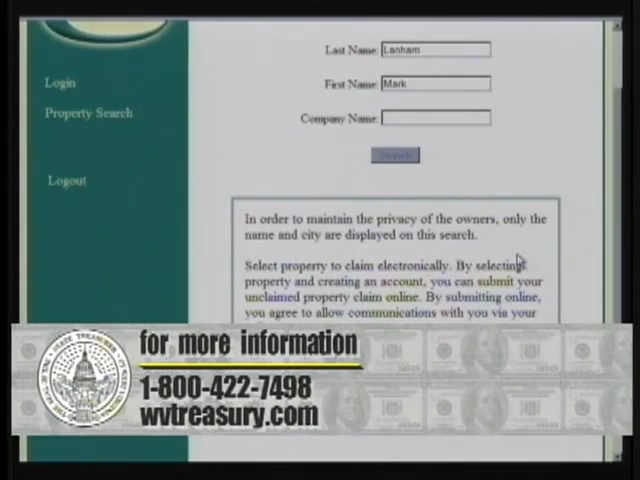 Last Name: Lanham
First Name: Mark
Company Name:
Login
Property Search
Logout
Search
In order to maintain the privacy of the owners, only the
name and city are displayed on this search.
Select property to claim electronically. By selecting
property and creating an account, you can submit your
unclaimed property claim online. By submitting online,
you agree to allow communications with you via your
for more information
1-800-422-7498
wvtreasury.com